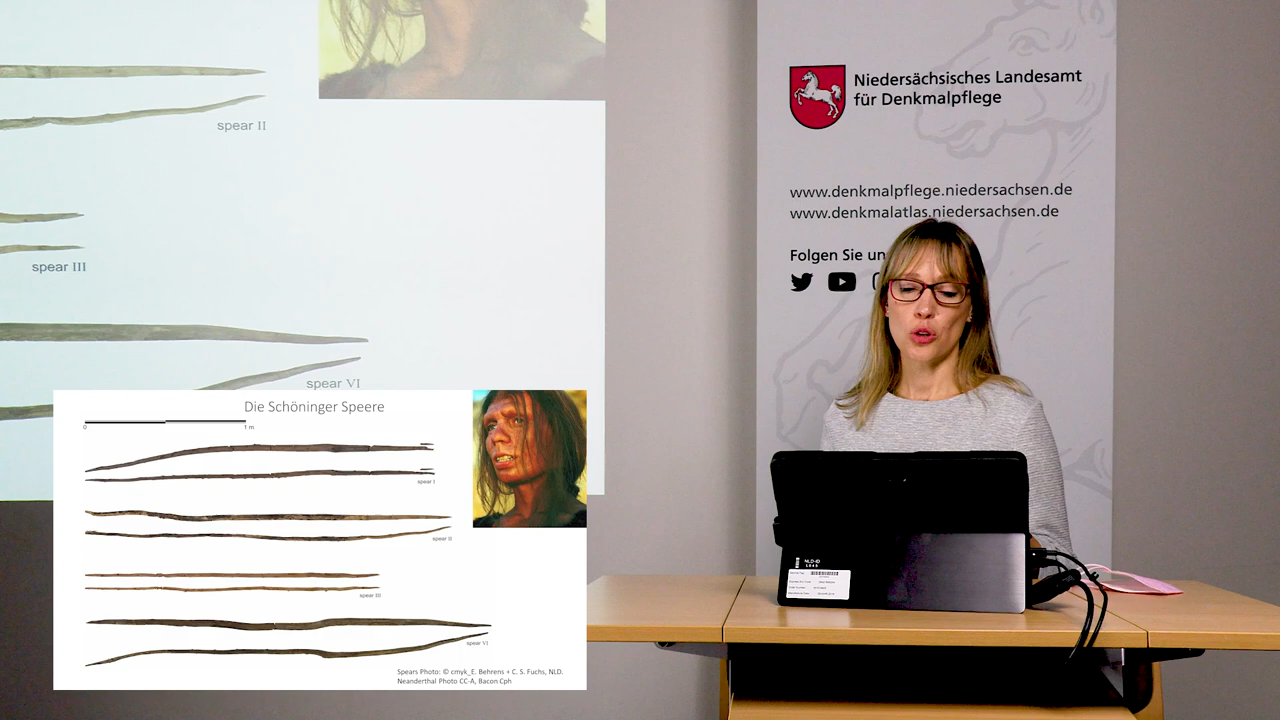 spear II
spear III
spear VI
Die Schöninger Speere
0
1 m
spear I
spear II
spear III
spear VI
Spears Photo: © cmyk_E. Behrens + C. S. Fuchs, NLD.
Neanderthal Photo CC-A, Bacon Cph
Niedersächsisches Landesamt
für Denkmalpflege
www.denkmalpflege.niedersachsen.de
www.denkmalatlas.niedersachsen.de
Folgen Sie un
NLD-ID